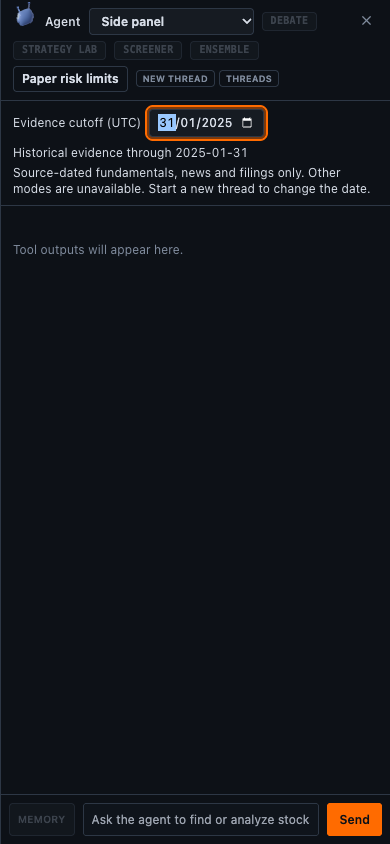 Agent Side panel DEBATE ×
STRATEGY LAB SCREENER ENSEMBLE
Paper risk limits NEW THREAD THREADS
Evidence cutoff (UTC) 31/01/2025
Historical evidence through 2025-01-31
Source-dated fundamentals, news and filings only. Other
modes are unavailable. Start a new thread to change the date.
Tool outputs will appear here.
MEMORY Ask the agent to find or analyze stock Send